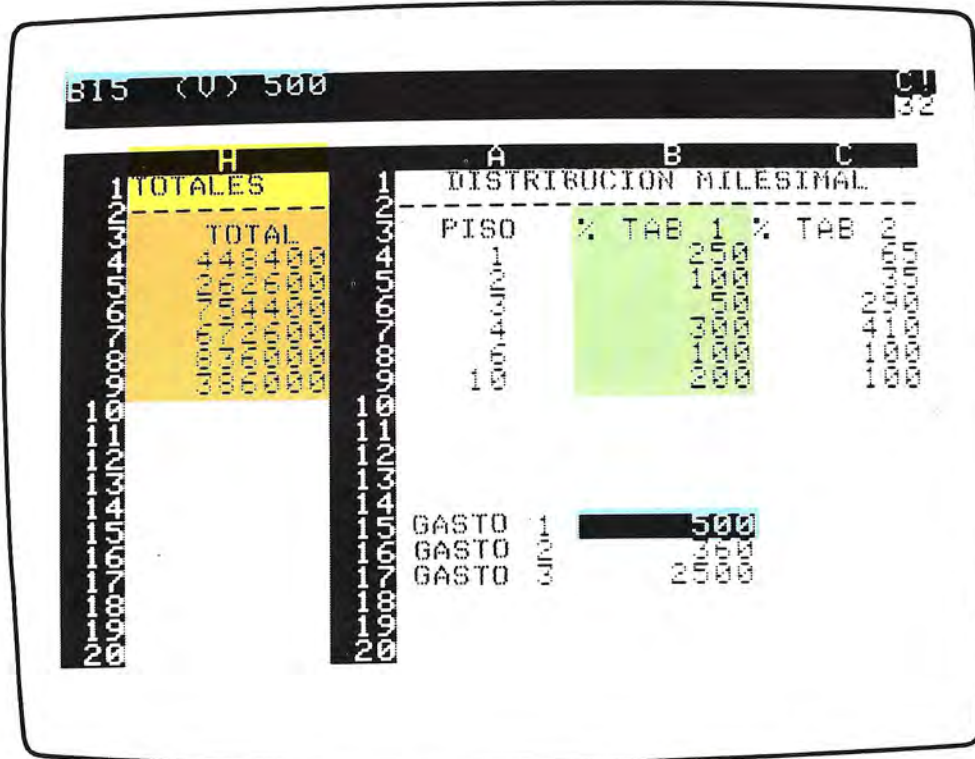 B15 (V) 500 C!
32
H A B C
1 TOTALES 1 DISTRIBUCION MILESIMAL
2 -------------- 2 ------------------------------------
3 TOTAL 3 PISO % TAB 1 % TAB 2
4 448400 4 1 250 65
5 262600 5 2 100 35
6 754400 6 3 50 290
7 672600 7 4 300 410
8 836000 8 6 100 100
9 386000 9 10 200 100
10 10
11 11
12 12
13 13
14 14
15 15 GASTO 1 500
16 16 GASTO 2 360
17 17 GASTO 3 2500
18 18
19 19
20 20